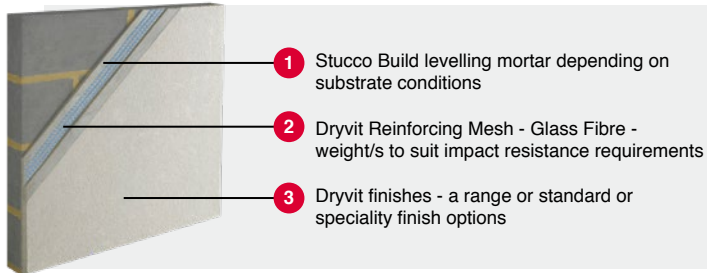 1 Stucco Build levelling mortar depending on
substrate conditions
2 Dryvit Reinforcing Mesh - Glass Fibre -
weight/s to suit impact resistance requirements
3 Dryvit finishes - a range or standard or
speciality finish options